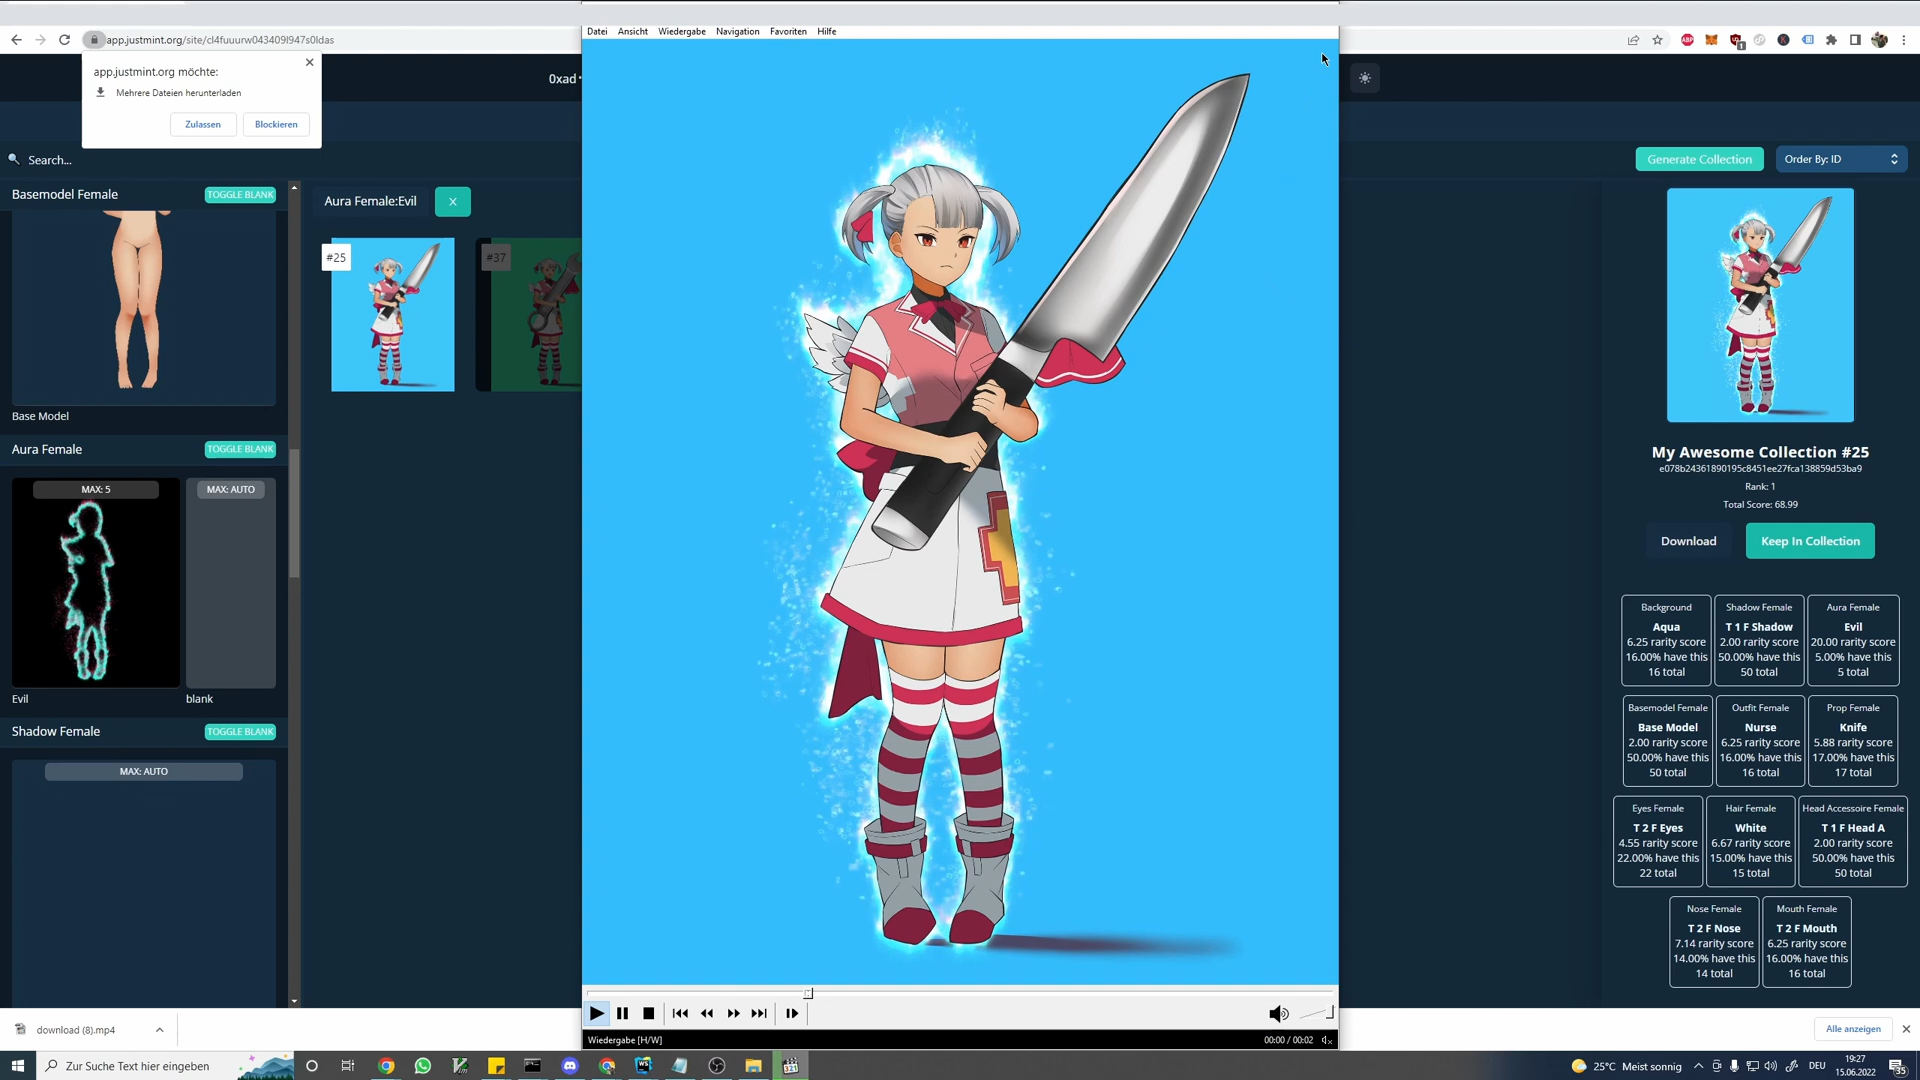 Datei Ansicht Wiedergabe Navigation Favoriten Hilfe
app.justmint.org/site/cl4fuuurw043409l947s0ldas
app.justmint.org möchte:
Mehrere Dateien herunterladen
Zulassen Blockieren
0xad
Search...
Generate Collection
Order By: ID
Basemodel Female
TOGGLE BLANK
Base Model
Aura Female
TOGGLE BLANK
MAX: 5
MAX: AUTO
Evil
blank
Shadow Female
TOGGLE BLANK
MAX: AUTO
Aura Female:Evil
X
#25
#37
My Awesome Collection #25
e078b24361890195c8451ee27fca138859d53ba9
Rank: 1
Total Score: 68.99
Download
Keep In Collection
Background
Aqua
6.25 rarity score
16.00% have this
16 total
Shadow Female
T 1 F Shadow
2.00 rarity score
50.00% have this
50 total
Aura Female
Evil
20.00 rarity score
5.00% have this
5 total
Basemodel Female
Base Model
2.00 rarity score
50.00% have this
50 total
Outfit Female
Nurse
6.25 rarity score
16.00% have this
16 total
Prop Female
Knife
5.88 rarity score
17.00% have this
17 total
Eyes Female
T 2 F Eyes
4.55 rarity score
22.00% have this
22 total
Hair Female
White
6.67 rarity score
15.00% have this
15 total
Head Accessoire Female
T 1 F Head A
2.00 rarity score
50.00% have this
50 total
Nose Female
T 2 F Nose
7.14 rarity score
14.00% have this
14 total
Mouth Female
T 2 F Mouth
6.25 rarity score
16.00% have this
16 total
Wiedergabe [H/W]
00:00 / 00:02
download (8).mp4
Alle anzeigen
Zur Suche Text hier eingeben
25°C Meist sonnig
DEU
19:27
15.06.2022
35